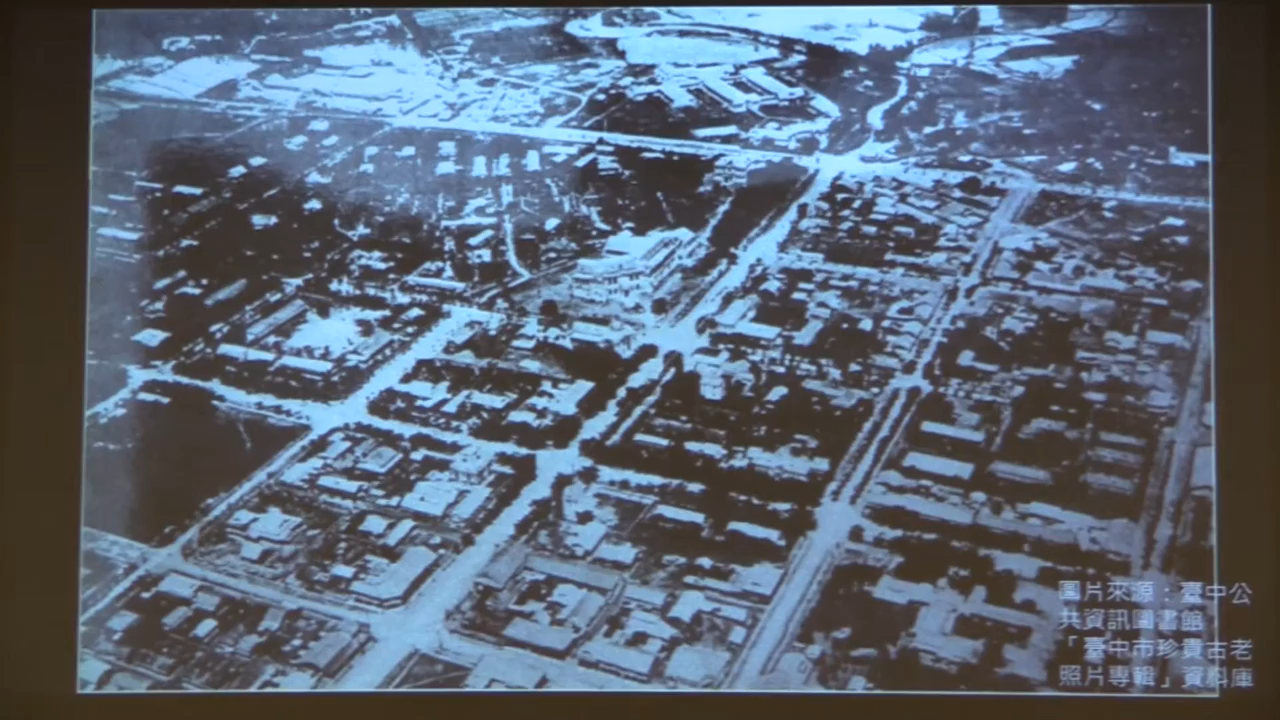 圖片來源：臺中公
共資訊圖書館
「臺中市珍貴古老
照片專輯」資料庫